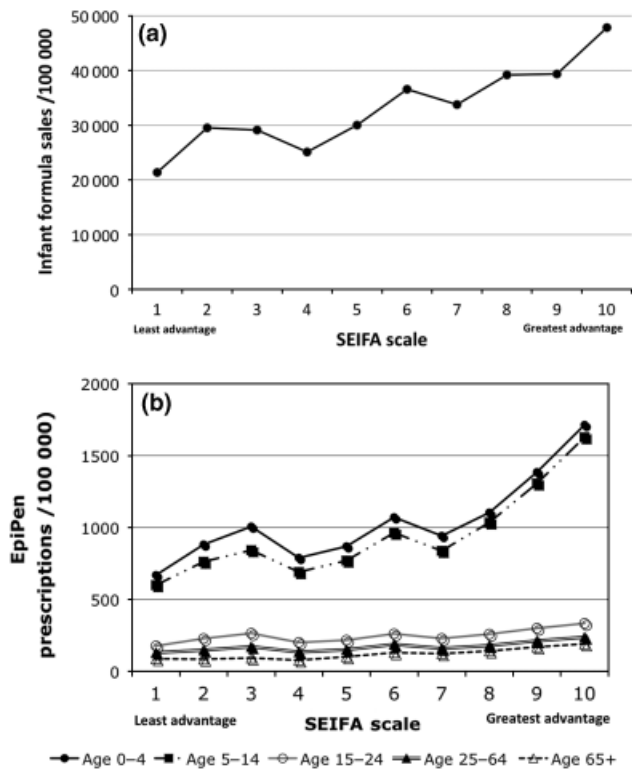 (a)
Infant formula sales /100 000
50 000
40 000
30 000
20 000
10 000
0
1 2 3 4 5 6 7 8 9 10
Least advantage Greatest advantage
SEIFA scale
(b)
EpiPen
prescriptions /100 000)
2000
1500
1000
500
0
1 2 3 4 5 6 7 8 9 10
Least advantage SEIFA scale Greatest advantage
Age 0–4 Age 5–14 Age 15–24 Age 25–64 Age 65+